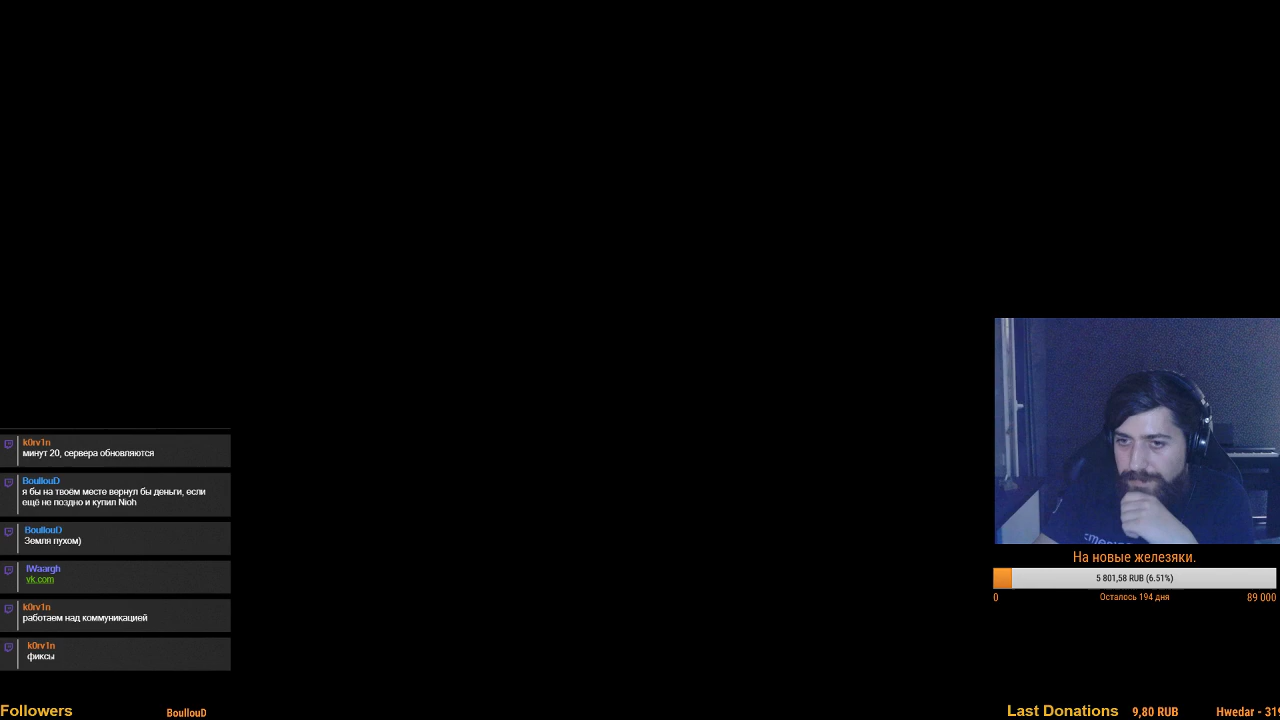 k0rv1n
минут 20, сервера обновляются
BoullouD
я бы на твоём месте вернул бы деньги, если
ещё не поздно и купил Nioh
BoullouD
Земля пухом)
IWaargh
vk.com
k0rv1n
работаем над коммуникацией
k0rv1n
фиксы
На новые железяки.
5 801,58 RUB (6.51%)
0
Осталось 194 дня
89 000
Followers
BoullouD
Last Donations
9,80 RUB
Hwedar - 319